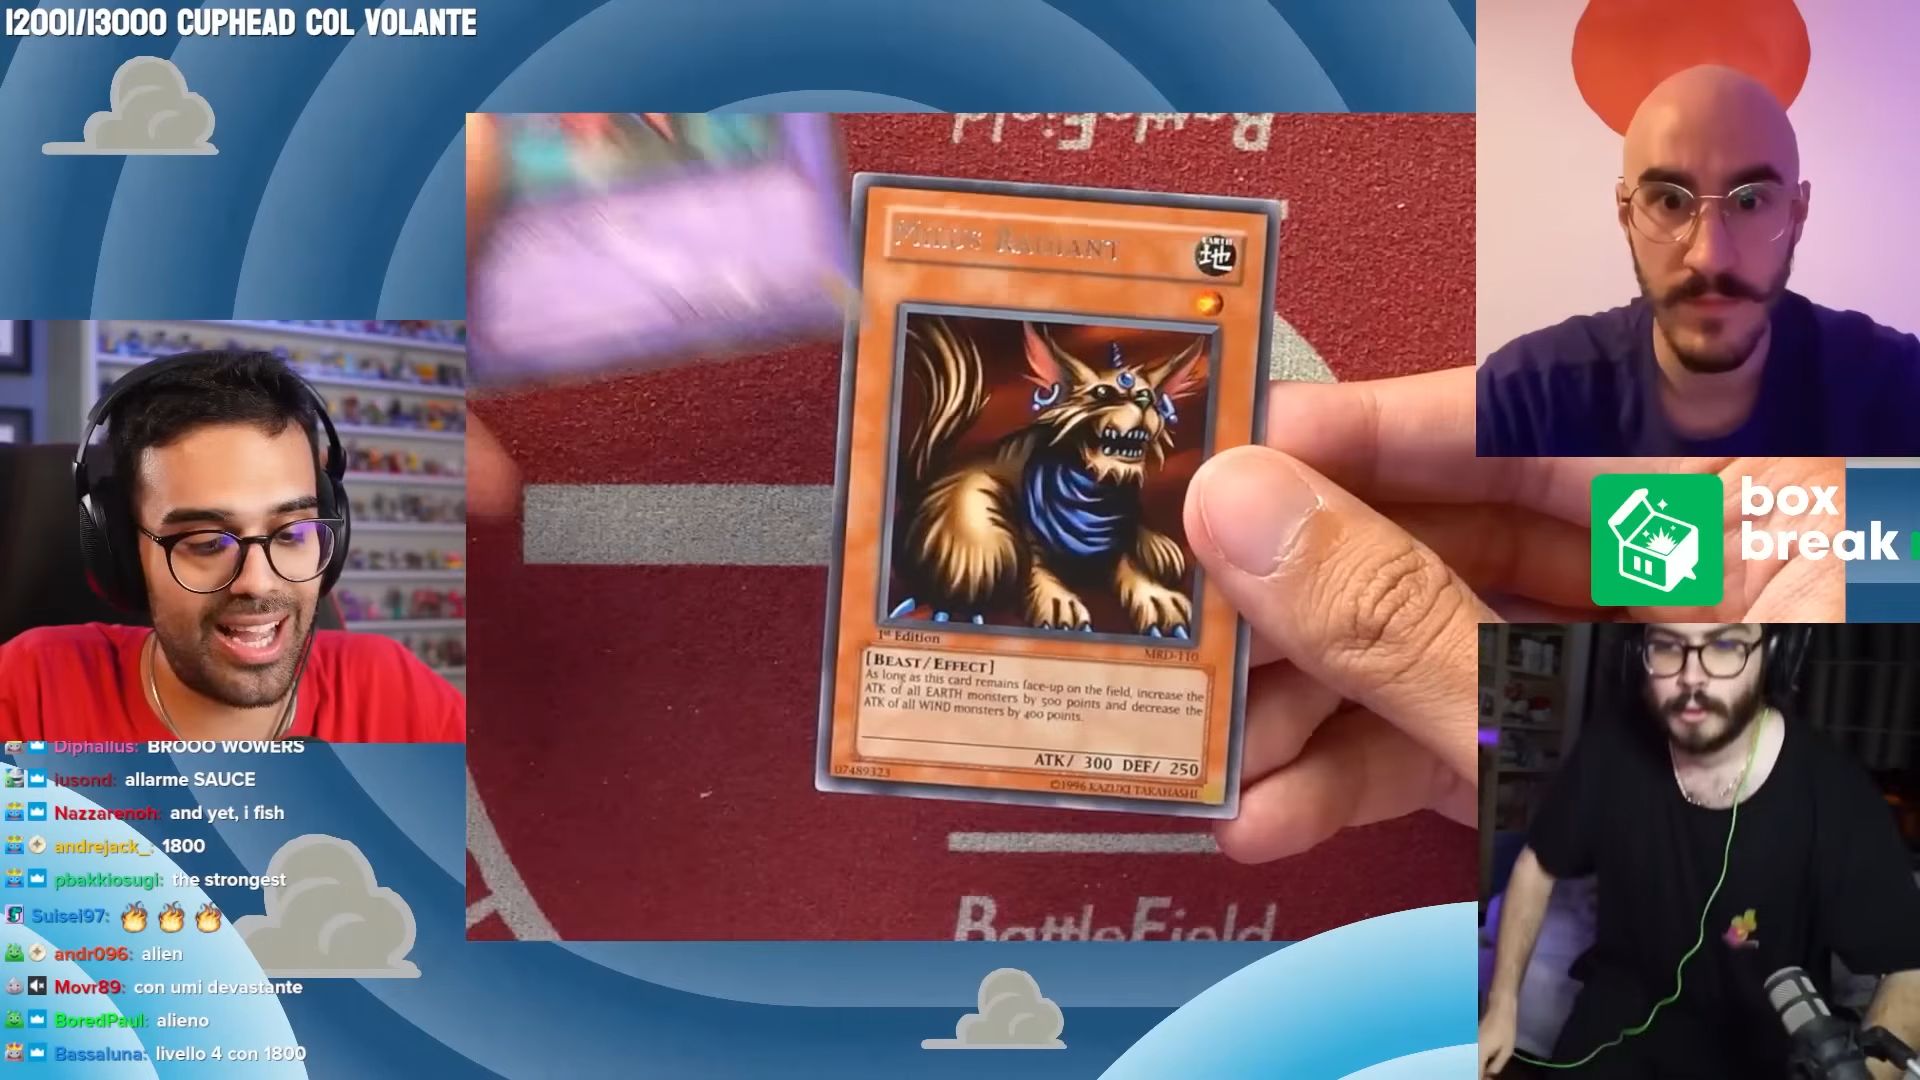 12001/13000 CUPHEAD COL VOLANTE
BattleField
MILUS RADIANT
EARTH
地
1st Edition
MRD-110
[BEAST/EFFECT]
As long as this card remains face-up on the field, increase the
ATK of all EARTH monsters by 500 points and decrease the
ATK of all WIND monsters by 400 points.
ATK/ 300 DEF/ 250
07489323
©1996 KAZUKI TAKAHASHI
BattleField
box
break
Diphallus: BROOO WOWERS
iusond: allarme SAUCE
Nazzarenoh: and yet, i fish
andrejack_: 1800
pbakkiosugi: the strongest
Suisei97:
andr096: alien
Movr89: con umi devastante
BoredPaul: alieno
Bassaluna: livello 4 con 1800